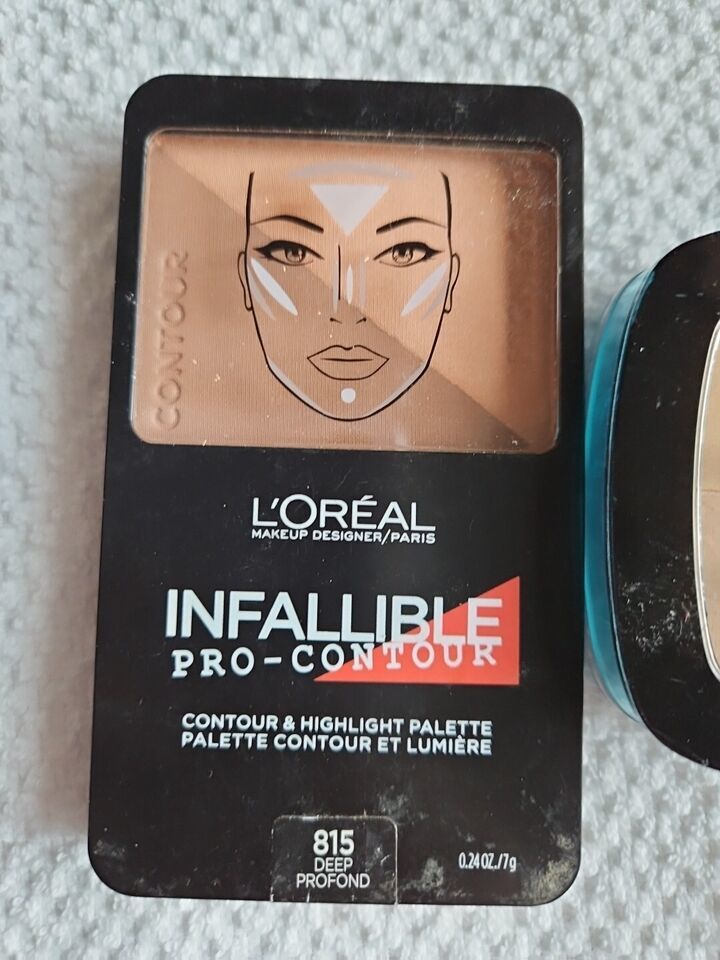 CONTOUR
L'ORÉAL
MAKEUP DESIGNER/PARIS
INFALLIBLE
PRO-CONTOUR
CONTOUR & HIGHLIGHT PALETTE
PALETTE CONTOUR ET LUMIÈRE
815
DEEP
PROFOND
0.24 OZ./7g